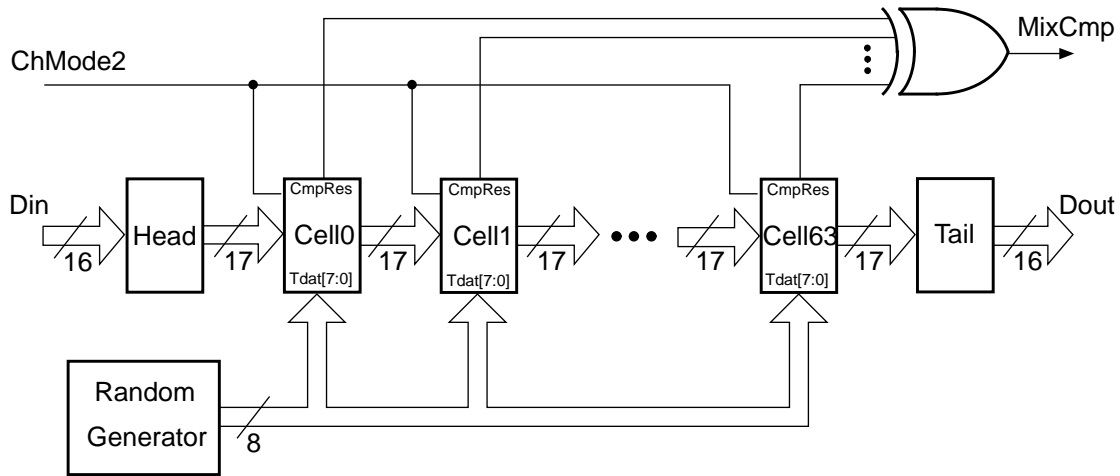 MixCmp
ChMode2
CmpRes CmpRes CmpRes
Din Head Cell0 Cell1 Cell63 Tail Dout
16 17 17 17 17 17 16
Tdat[7:0] Tdat[7:0] Tdat[7:0]
Random
Generator
8